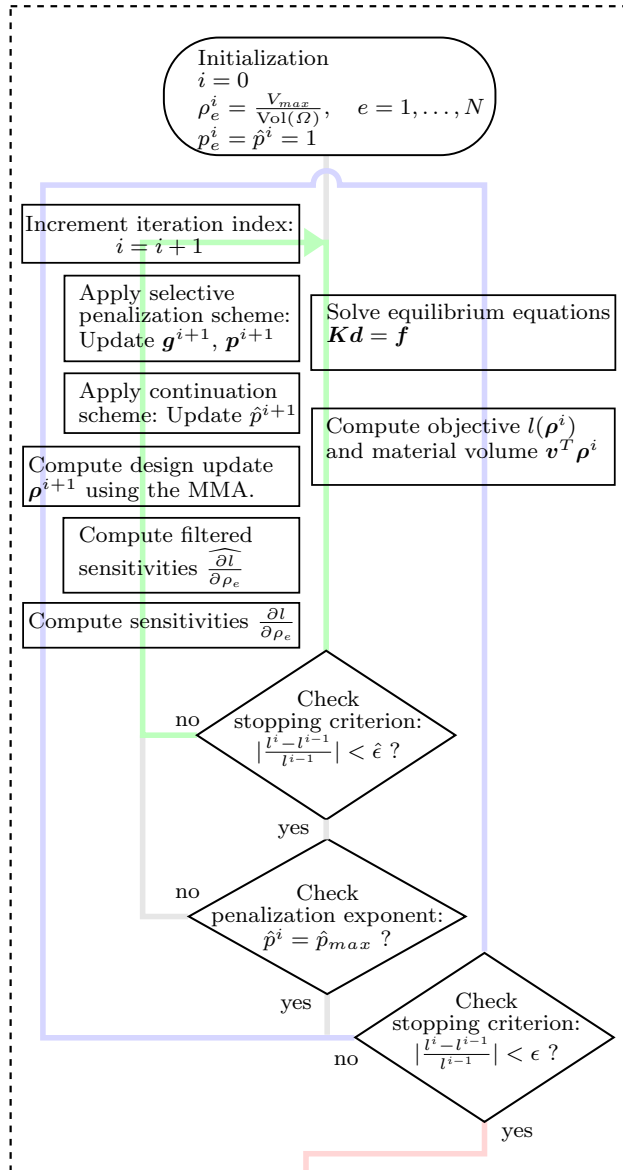 Initialization
i = 0
ρ_e^i = V_max / Vol(Ω), e = 1, . . . , N
p_e^i = p̂^i = 1
Increment iteration index:
i = i + 1
Apply selective
penalization scheme:
Update g^{i+1}, p^{i+1}
Solve equilibrium equations
Kd = f
Apply continuation
scheme: Update p̂^{i+1}
Compute objective l(ρ^i)
and material volume v^T ρ^i
Compute design update
ρ^{i+1} using the MMA.
Compute filtered
sensitivities \widehat{∂l/∂ρ_e}
Compute sensitivities ∂l/∂ρ_e
Check
stopping criterion:
|(l^i − l^{i−1}) / l^{i−1}| < ε̂ ?
no
yes
Check
penalization exponent:
p̂^i = p̂_max ?
no
yes
Check
stopping criterion:
|(l^i − l^{i−1}) / l^{i−1}| < ε ?
no
yes